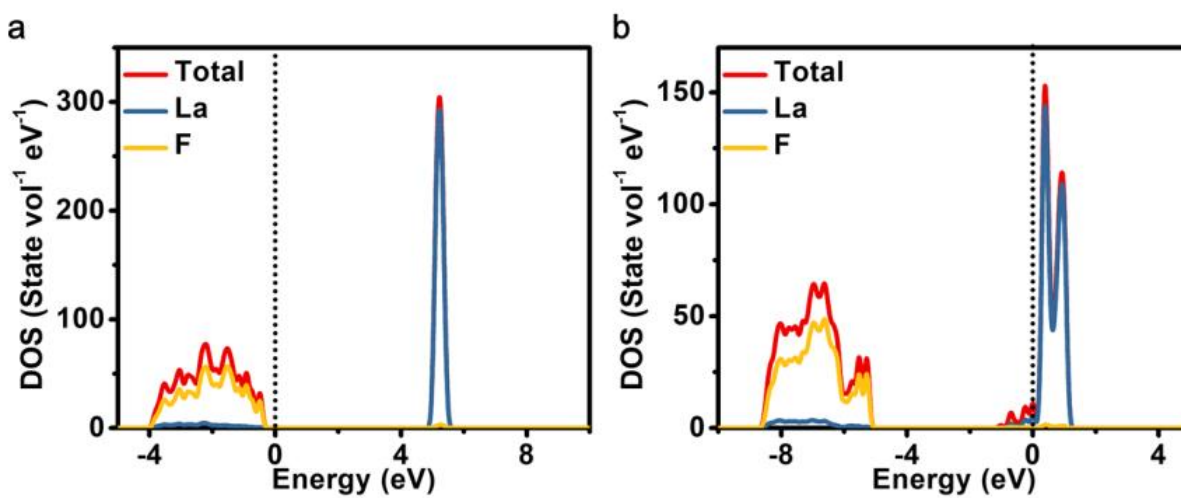 a
DOS (State vol⁻¹ eV⁻¹)
300
200
100
0
Total
La
F
-4
0
4
8
Energy (eV)
b
DOS (State vol⁻¹ eV⁻¹)
150
100
50
0
Total
La
F
-8
-4
0
4
Energy (eV)